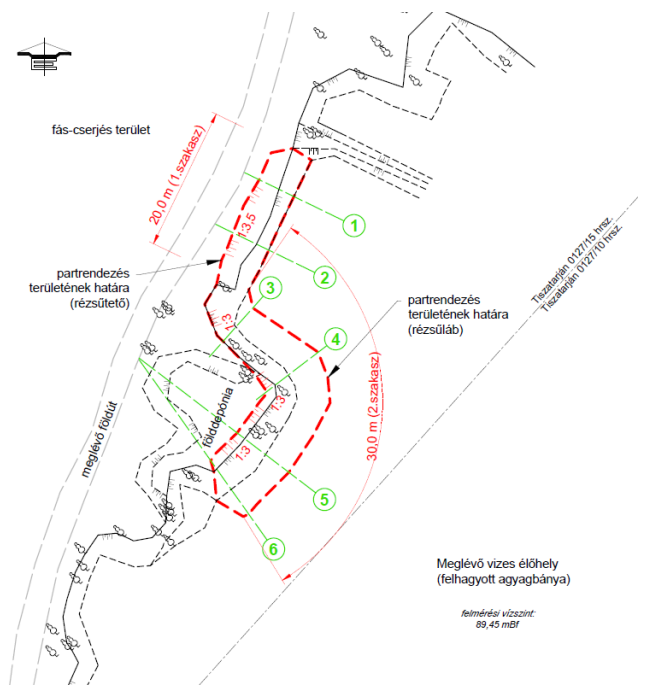 fás-cserjés terület
20,0 m (1.szakasz)
1:3,5
1
2
partrendezés
területének határa
(rézsűtető)
3
1:3
4
partrendezés
területének határa
(rézsűláb)
Tiszatarján 0127/15 hrsz.
Tiszatarján 0127/10 hrsz.
meglévő földút
földdepónia
1:3
1:3
30,0 m (2.szakasz)
5
6
Meglévő vizes élőhely
(felhagyott agyagbánya)
felmérési vízszint:
89,45 mBf